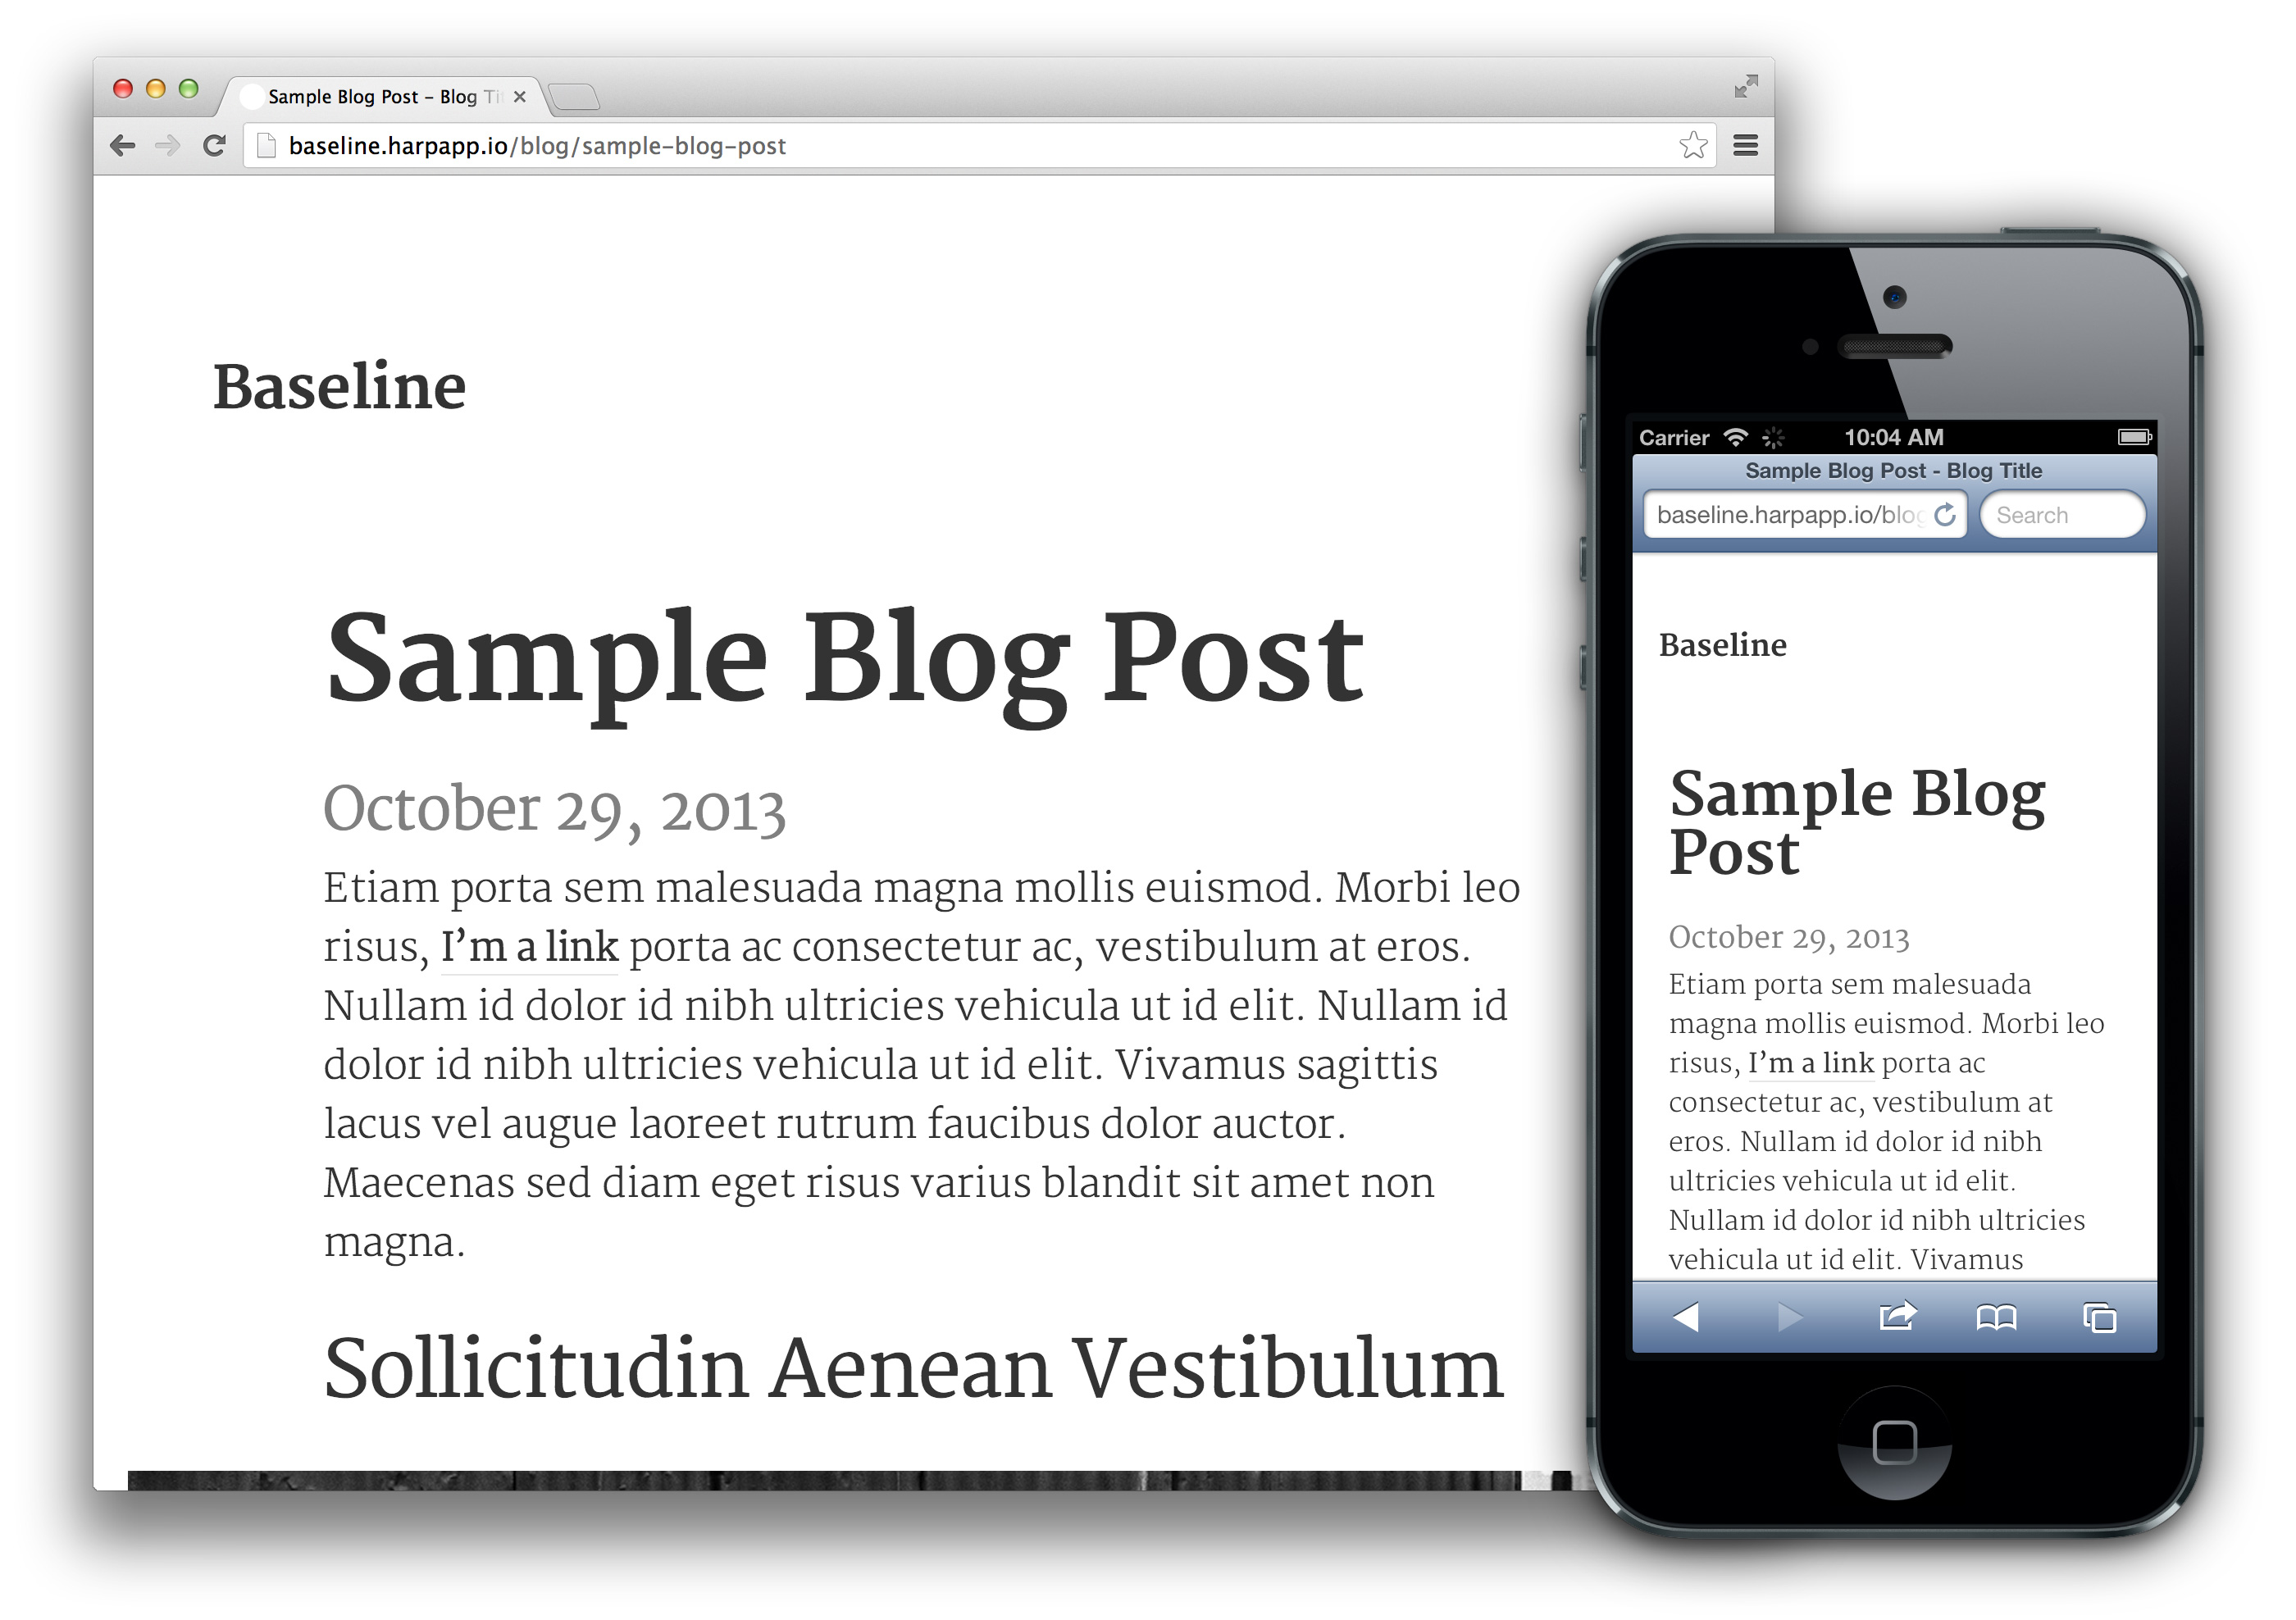 Sample Blog Post – Blog Ti
baseline.harpapp.io/blog/sample-blog-post
Baseline
Sample Blog Post
October 29, 2013
Etiam porta sem malesuada magna mollis euismod. Morbi leo
risus, I’m a link porta ac consectetur ac, vestibulum at eros.
Nullam id dolor id nibh ultricies vehicula ut id elit. Nullam id
dolor id nibh ultricies vehicula ut id elit. Vivamus sagittis
lacus vel augue laoreet rutrum faucibus dolor auctor.
Maecenas sed diam eget risus varius blandit sit amet non
magna.
Sollicitudin Aenean Vestibulum
Carrier 10:04 AM
Sample Blog Post - Blog Title
baseline.harpapp.io/blog Search
Baseline
Sample Blog
Post
October 29, 2013
Etiam porta sem malesuada
magna mollis euismod. Morbi leo
risus, I’m a link porta ac
consectetur ac, vestibulum at
eros. Nullam id dolor id nibh
ultricies vehicula ut id elit.
Nullam id dolor id nibh ultricies
vehicula ut id elit. Vivamus